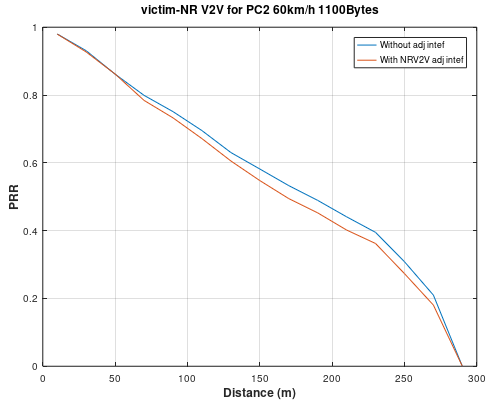 victim-NR V2V for PC2 60km/h 1100Bytes
Without adj intef
With NRV2V adj intef
PRR
1
0.8
0.6
0.4
0.2
0
0 50 100 150 200 250 300
Distance (m)